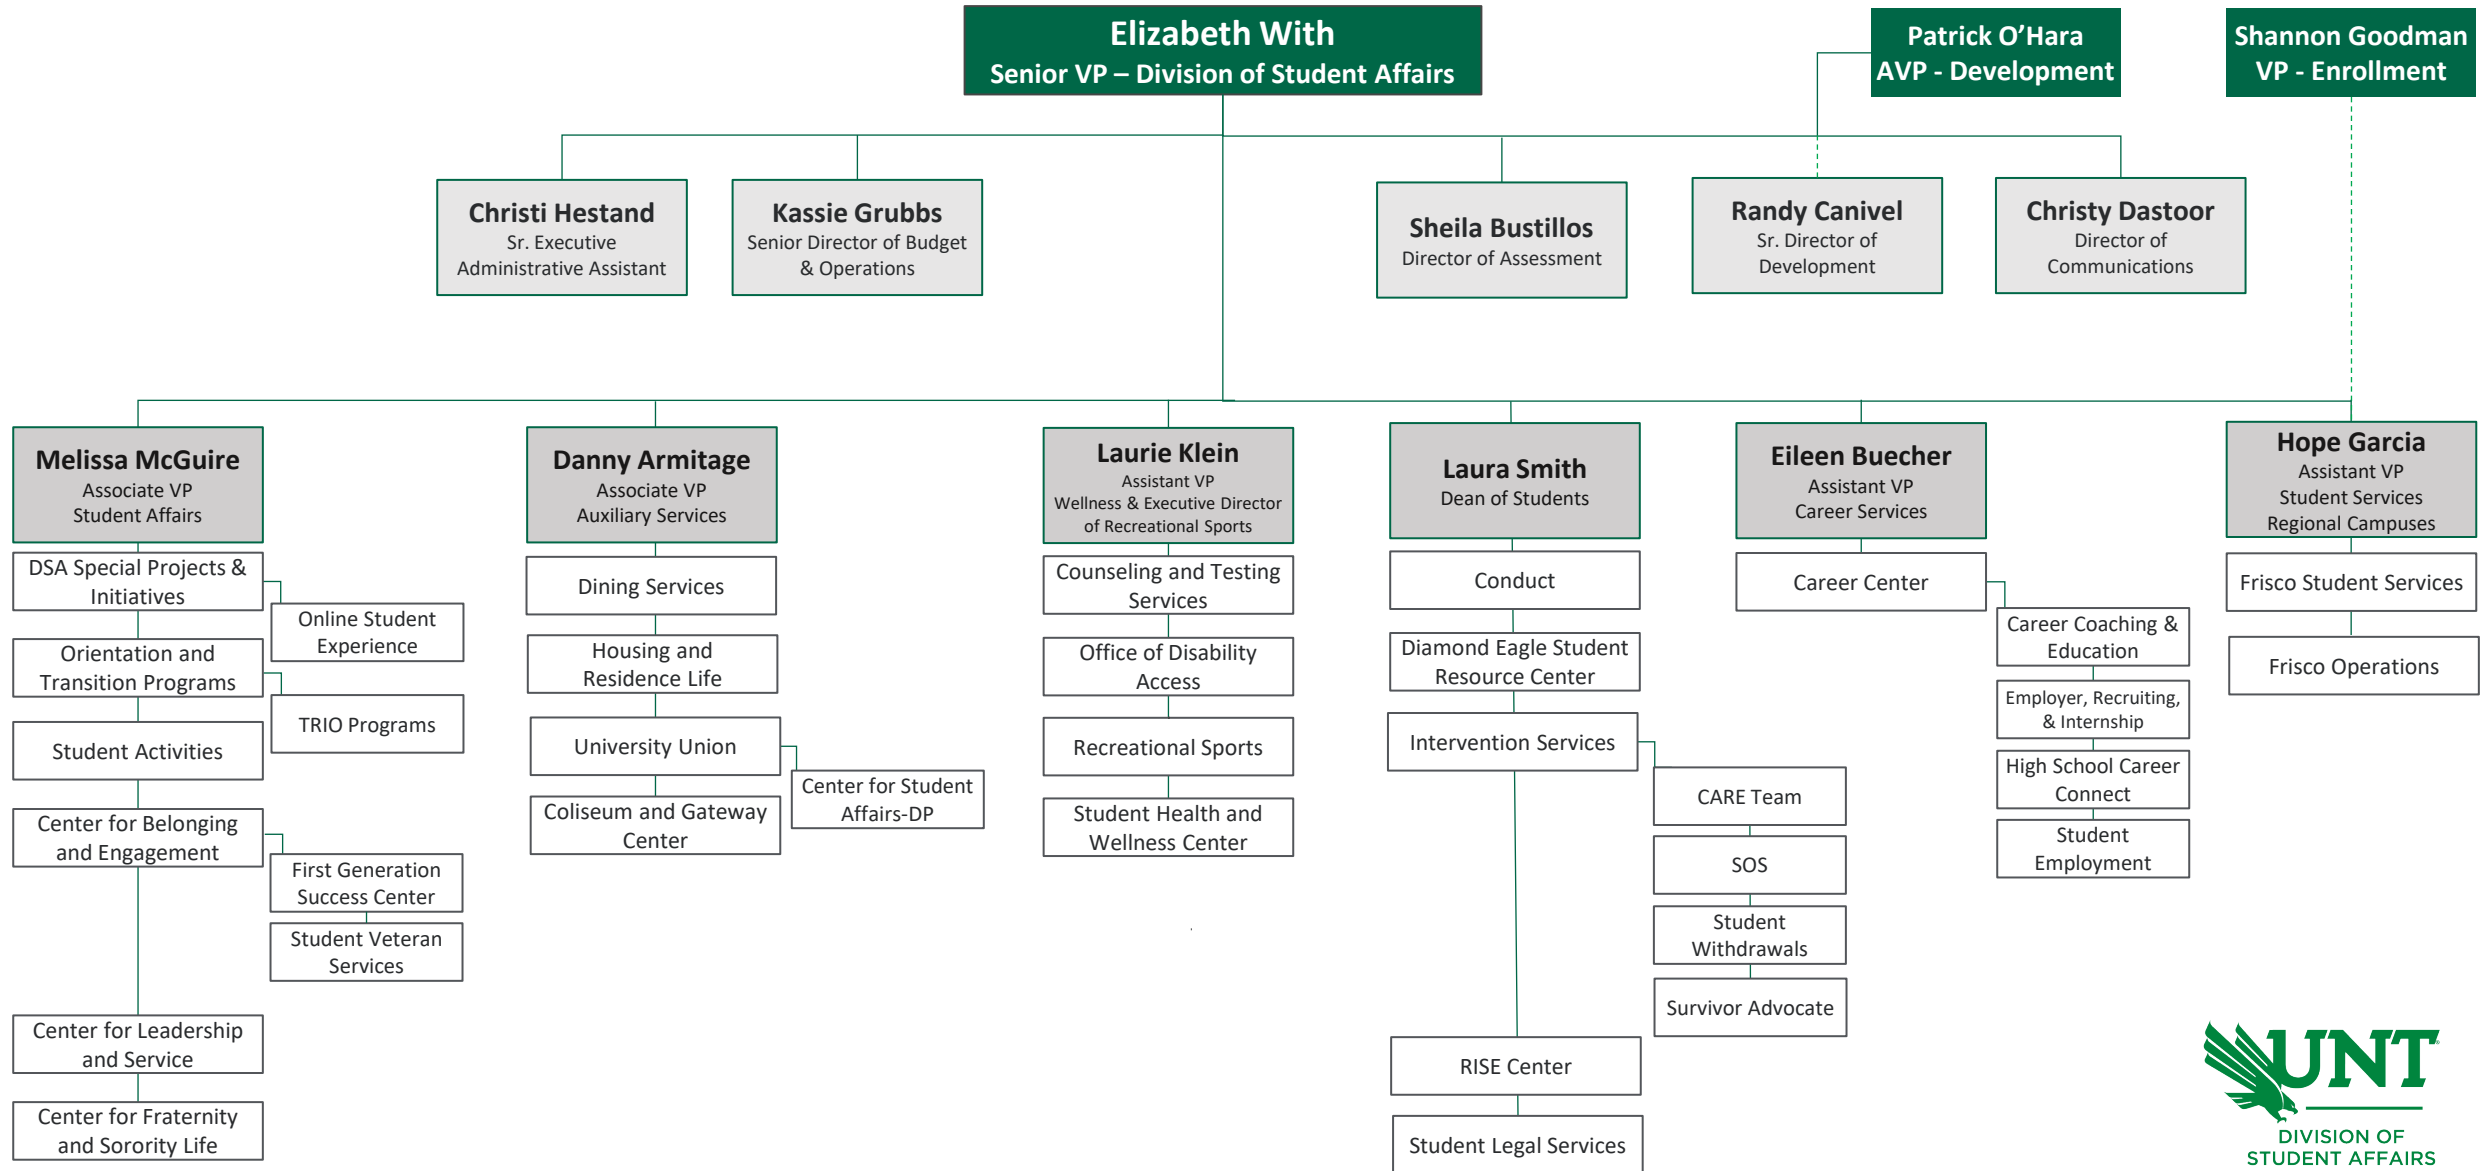 Elizabeth With
Senior VP – Division of Student Affairs
Patrick O’Hara
AVP - Development
Shannon Goodman
VP - Enrollment
Christi Hestand
Sr. Executive
Administrative Assistant
Kassie Grubbs
Senior Director of Budget
& Operations
Sheila Bustillos
Director of Assessment
Randy Canivel
Sr. Director of
Development
Christy Dastoor
Director of
Communications
Melissa McGuire
Associate VP
Student Affairs
DSA Special Projects &
Initiatives
Online Student
Experience
Orientation and
Transition Programs
TRIO Programs
Student Activities
Center for Belonging
and Engagement
First Generation
Success Center
Student Veteran
Services
Center for Leadership
and Service
Center for Fraternity
and Sorority Life
Danny Armitage
Associate VP
Auxiliary Services
Dining Services
Housing and
Residence Life
University Union
Center for Student
Affairs-DP
Coliseum and Gateway
Center
Laurie Klein
Assistant VP
Wellness & Executive Director
of Recreational Sports
Counseling and Testing
Services
Office of Disability
Access
Recreational Sports
Student Health and
Wellness Center
Laura Smith
Dean of Students
Conduct
Diamond Eagle Student
Resource Center
Intervention Services
CARE Team
SOS
Student
Withdrawals
Survivor Advocate
RISE Center
Student Legal Services
Eileen Buecher
Assistant VP
Career Services
Career Center
Career Coaching &
Education
Employer, Recruiting,
& Internship
High School Career
Connect
Student
Employment
Hope Garcia
Assistant VP
Student Services
Regional Campuses
Frisco Student Services
Frisco Operations
UNT
DIVISION OF
STUDENT AFFAIRS